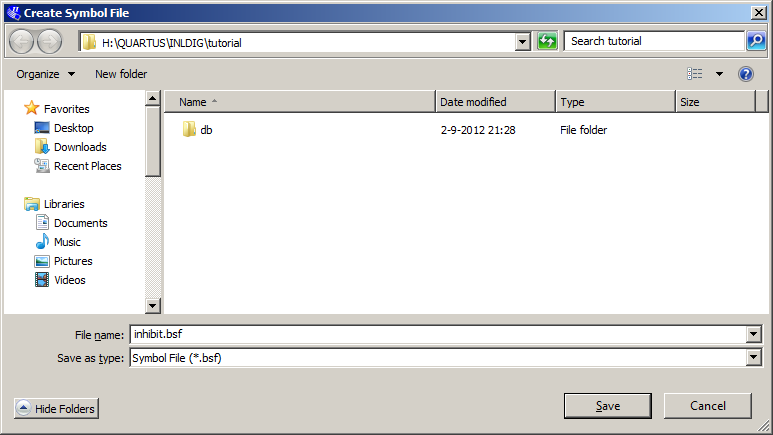 Create Symbol File
H:\QUARTUS\INLDIG\tutorial
Search tutorial
Organize
New folder
Name
Date modified
Type
Size
Favorites
Desktop
Downloads
Recent Places
Libraries
Documents
Music
Pictures
Videos
db
2-9-2012 21:28
File folder
File name:
inhibit.bsf
Save as type:
Symbol File (*.bsf)
Hide Folders
Save
Cancel